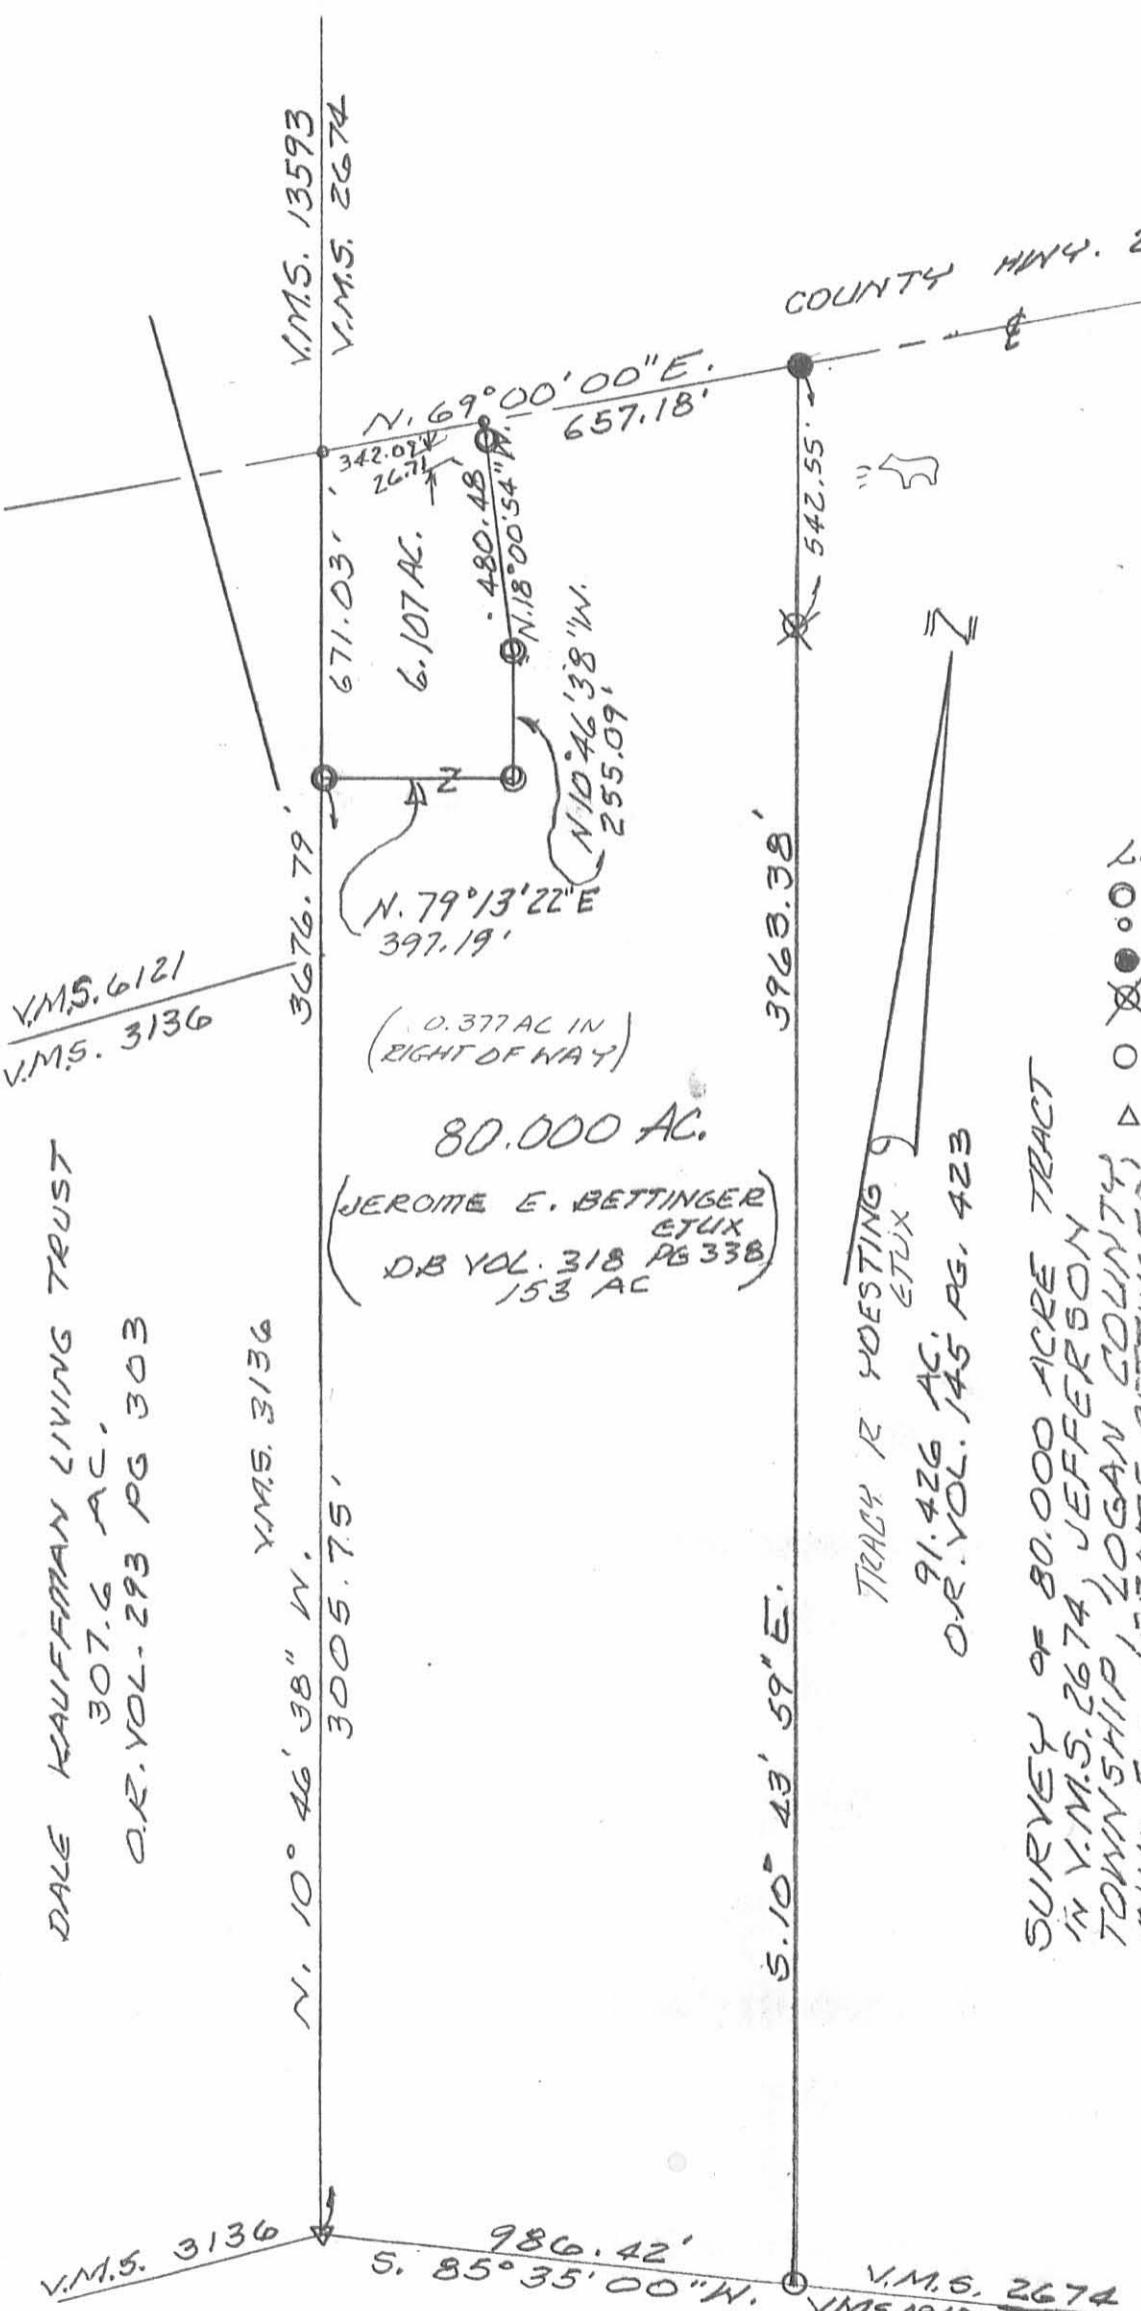 V.M.S. 13593
V.M.S. 2674
COUNTY HWY. 2
N. 69°00'00"E.
657.18'
342.09'
26.71'
542.55'
671.03'
6.107 AC.
480.48
N.18°00'54"W.
N10°46'38"W.
255.09'
N
N. 79°13'22"E
397.19'
3676.79'
3963.38'
V.M.S. 6121
V.M.S. 3136
(0.377 AC IN
RIGHT OF WAY)
80.000 AC.
(JEROME E. BETTINGER
ETUX
DB VOL. 318 PG 338
153 AC)
DALE KAUFFMAN LIVING TRUST
307.6 AC.
O.R. VOL-293 PG 303
V.M.S. 3136
N. 10° 46' 38" W.
3005.75'
S. 10° 43' 59" E.
TRACY R YOESTING
ETUX
91.426 AC.
O.R. VOL. 145 PG. 423
SURVEY OF 80.000 ACRE TRACT
IN V.M.S. 2674, JEFFERSON
TOWNSHIP, LOGAN COUNTY,
V.M.S. 3136
986.42'
S. 85°35'00"W.
V.M.S. 2674